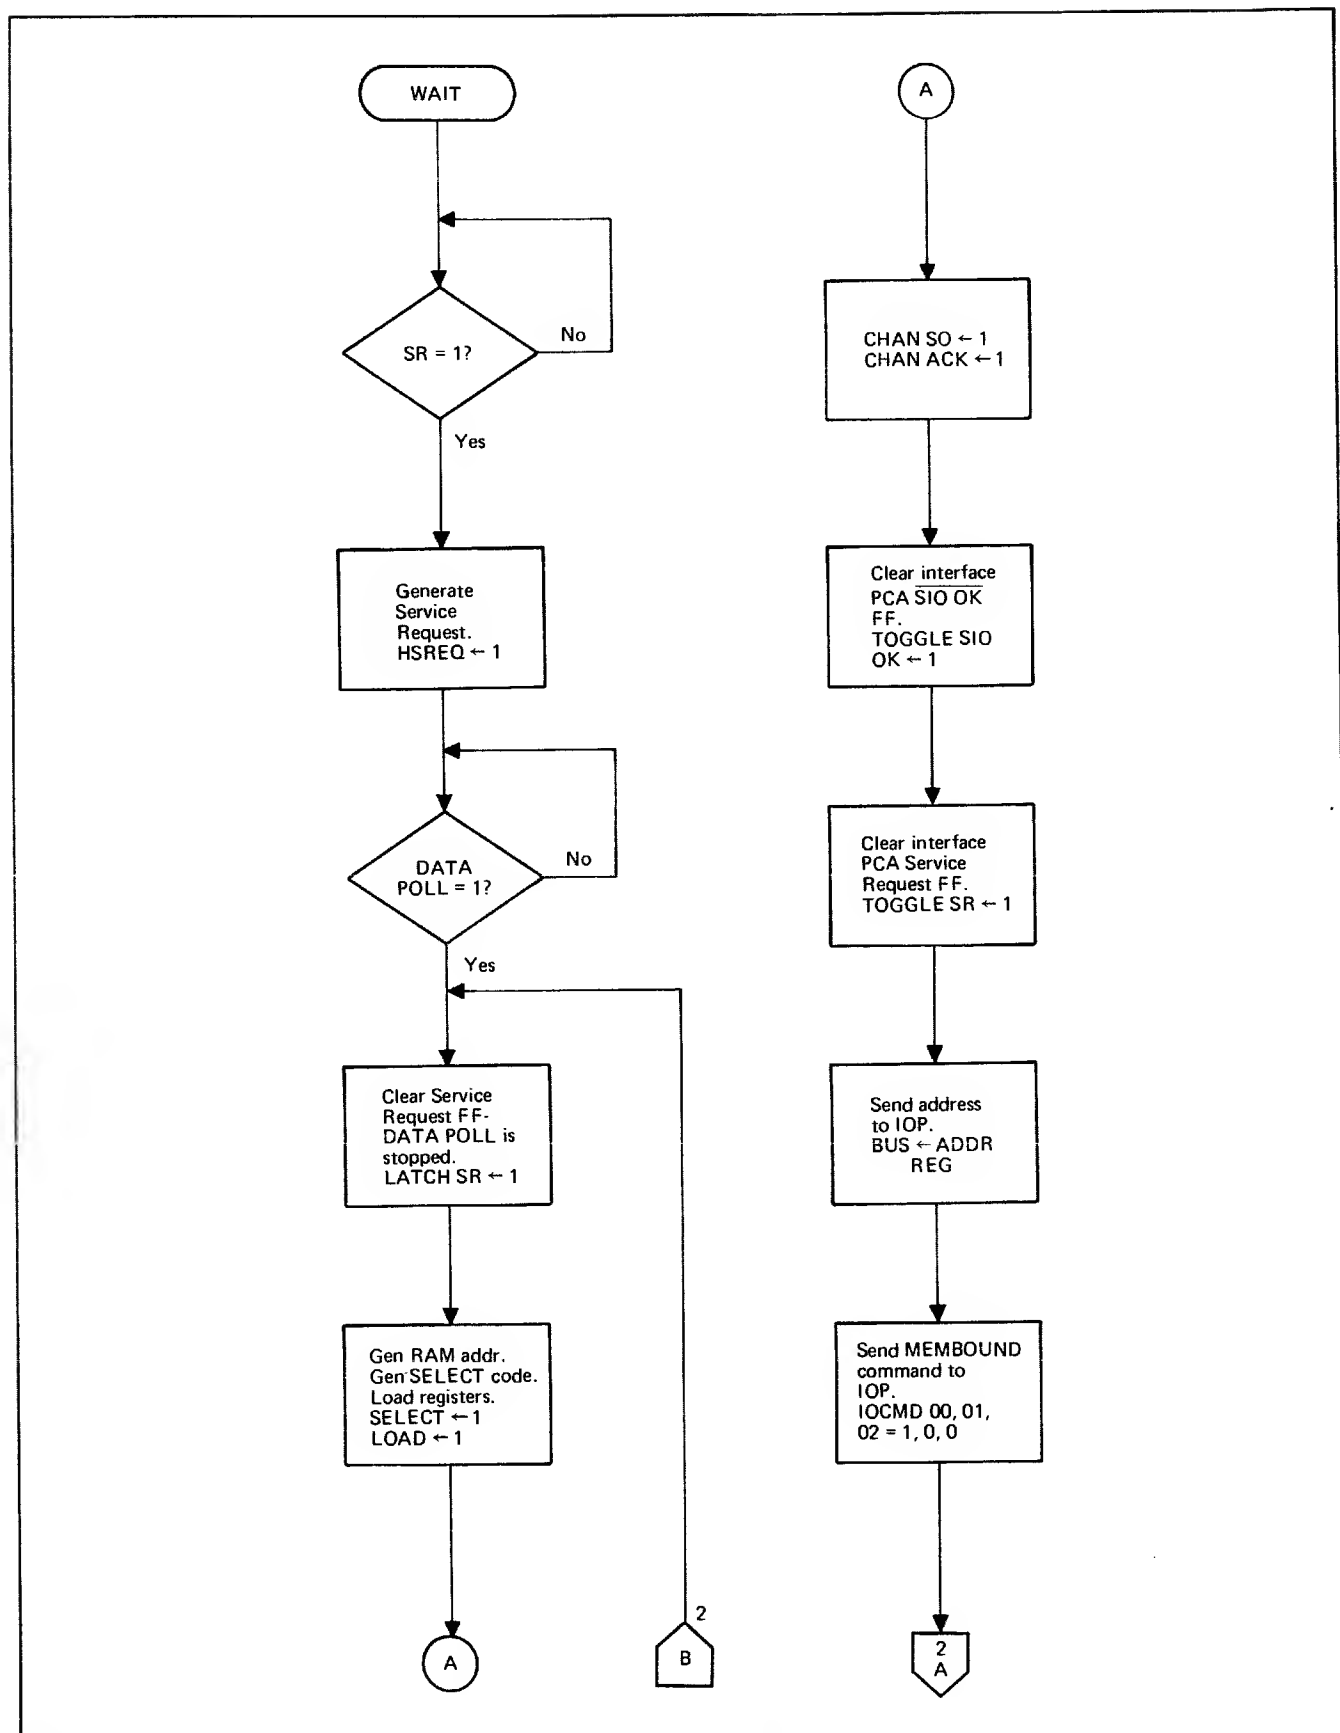 WAIT
SR = 1?
No
Yes
Generate
Service
Request.
HSREQ ← 1
DATA
POLL = 1?
No
Yes
Clear Service
Request FF-
DATA POLL is
stopped.
LATCH SR ← 1
Gen RAM addr.
Gen SELECT code.
Load registers.
SELECT ← 1
LOAD ← 1
A
2
B
A
CHAN SO ← 1
CHAN ACK ← 1
Clear interface
PCA S̅I̅O̅ ̅O̅K̅
FF.
TOGGLE SIO
OK ← 1
Clear interface
PCA Service
Request FF.
TOGGLE SR ← 1
Send address
to IOP.
BUS ← ADDR
REG
Send MEMBOUND
command to
IOP.
IOCMD 00, 01,
02 = 1, 0, 0
2
A